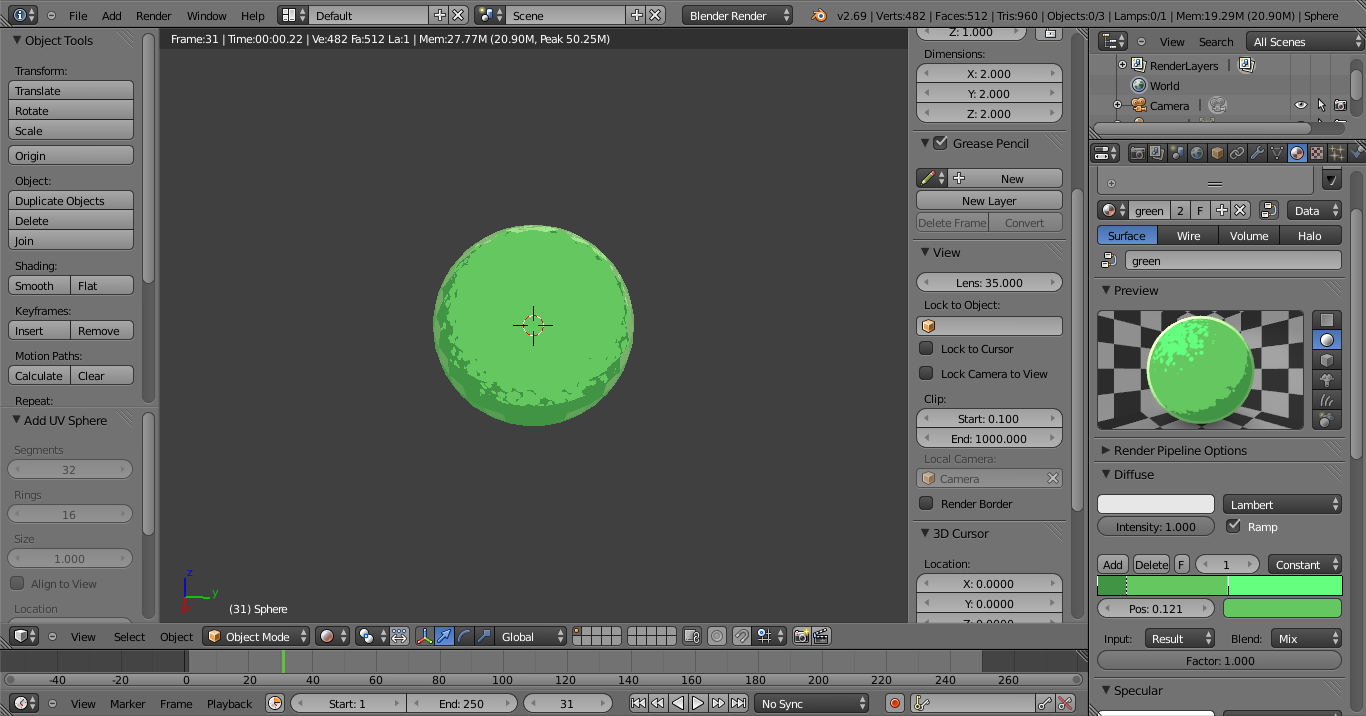 File Add Render Window Help Default Scene Blender Render v2.69 | Verts:482 | Faces:512 | Tris:960 | Objects:0/3 | Lamps:0/1 | Mem:19.29M (20.90M) | Sphere
Object Tools
Transform:
Translate
Rotate
Scale
Origin
Object:
Duplicate Objects
Delete
Join
Shading:
Smooth Flat
Keyframes:
Insert Remove
Motion Paths:
Calculate Clear
Repeat:
Add UV Sphere
Segments
32
Rings
16
Size
1.000
Align to View
Location
Frame:31 | Time:00:00.22 | Ve:482 Fa:512 La:1 | Mem:27.77M (20.90M, Peak 50.25M)
z
y
(31) Sphere
Z: 1.000
Dimensions:
X: 2.000
Y: 2.000
Z: 2.000
Grease Pencil
New
New Layer
Delete Frame Convert
View
Lens: 35.000
Lock to Object:
Lock to Cursor
Lock Camera to View
Clip:
Start: 0.100
End: 1000.000
Local Camera:
Camera
Render Border
3D Cursor
Location:
X: 0.0000
Y: 0.0000
View Search All Scenes
RenderLayers
World
Camera
green 2 F Data
Surface Wire Volume Halo
green
Preview
Render Pipeline Options
Diffuse
Lambert
Intensity: 1.000 Ramp
Add Delete F 1 Constant
Pos: 0.121
Input: Result Blend: Mix
Factor: 1.000
Specular
View Select Object Object Mode Global
-40 -20 0 20 40 60 80 100 120 140 160 180 200 220 240 260
View Marker Frame Playback Start: 1 End: 250 31 No Sync